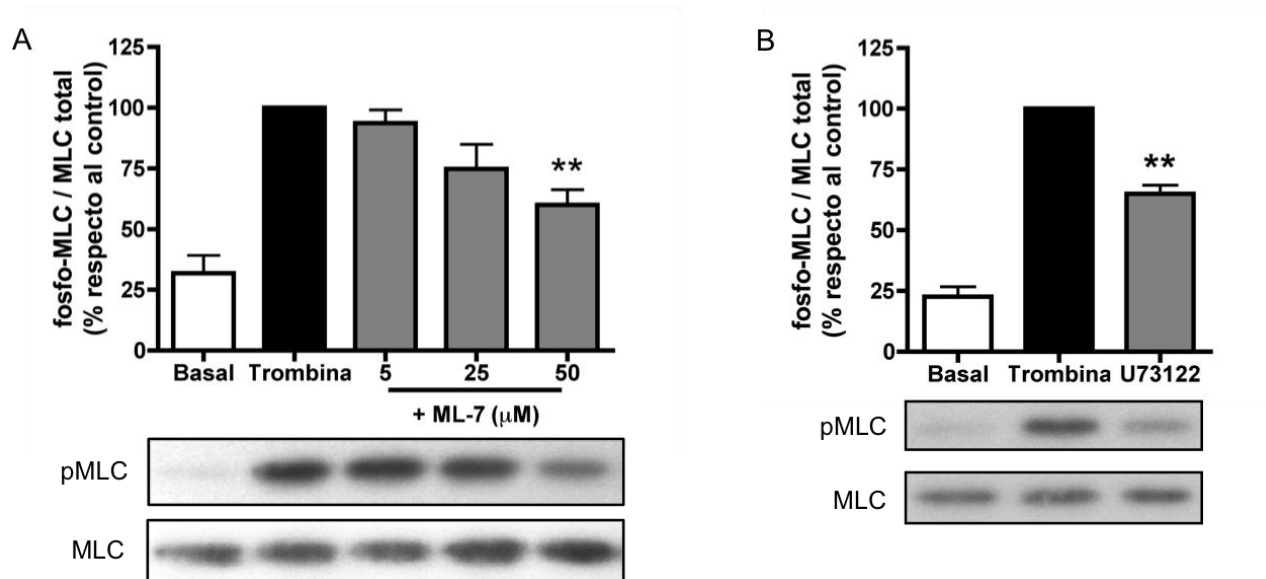 A
fosfo-MLC / MLC total
(% respecto al control)
125
100
75
50
25
0
**
Basal Trombina 5 25 50
+ ML-7 (μM)
pMLC
MLC
B
fosfo-MLC / MLC total
(% respecto al control)
125
100
75
50
25
0
**
Basal Trombina U73122
pMLC
MLC